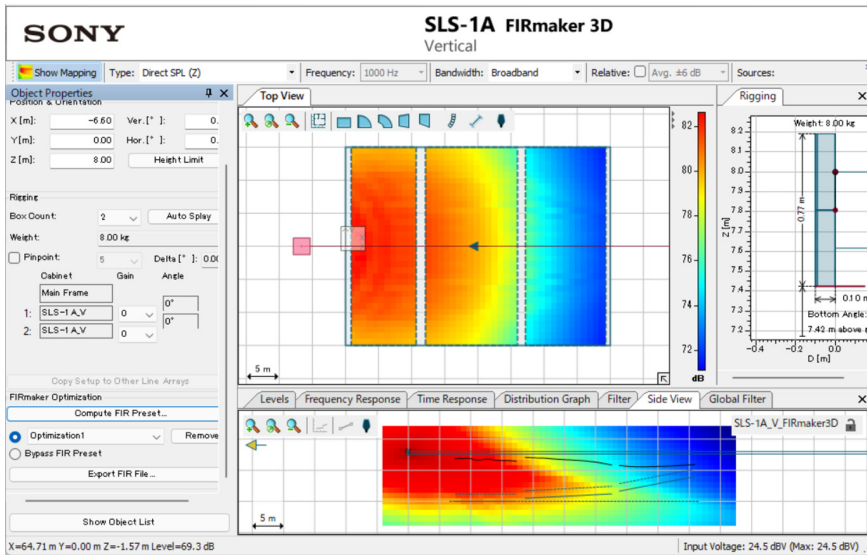 SONY
SLS-1A FIRmaker 3D
Vertical
Show Mapping Type: Direct SPL (Z) Frequency: 1000 Hz Bandwidth: Broadband Relative: Avg. ±6 dB Sources:
Object Properties
Position & Orientation
X [m]: -6.60 Ver. [° ]: 0.
Y [m]: 0.00 Hor. [° ]: 0.
Z [m]: 8.00 Height Limit
Rigging
Box Count: 2 Auto Splay
Weight: 8.00 kg
Pinpoint: 5 Delta [° ]: 0.00
Cabinet Gain Angle
Main Frame
0°
1: SLS-1A_V 0
0°
2: SLS-1A_V 0
Copy Setup to Other Line Arrays
FIRmaker Optimization
Compute FIR Preset...
Optimization1 Remove
Bypass FIR Preset
Export FIR File...
Show Object List
Top View
5 m
82
80
78
76
74
72
dB
Rigging
Weight: 8.00 kg
8.2
8.1
8.0
7.9
7.8
7.7
7.6
7.5
7.4
7.3
7.2
Z [m]
0.77 m
0.10 m
Bottom Angle:
7.42 m above
-0.4 -0.2 0.0
D [m]
Levels Frequency Response Time Response Distribution Graph Filter Side View Global Filter
SLS-1A_V_FIRmaker3D
5 m
X=64.71 m Y=0.00 m Z=-1.57 m Level=69.3 dB
Input Voltage: 24.5 dBV (Max: 24.5 dBV)